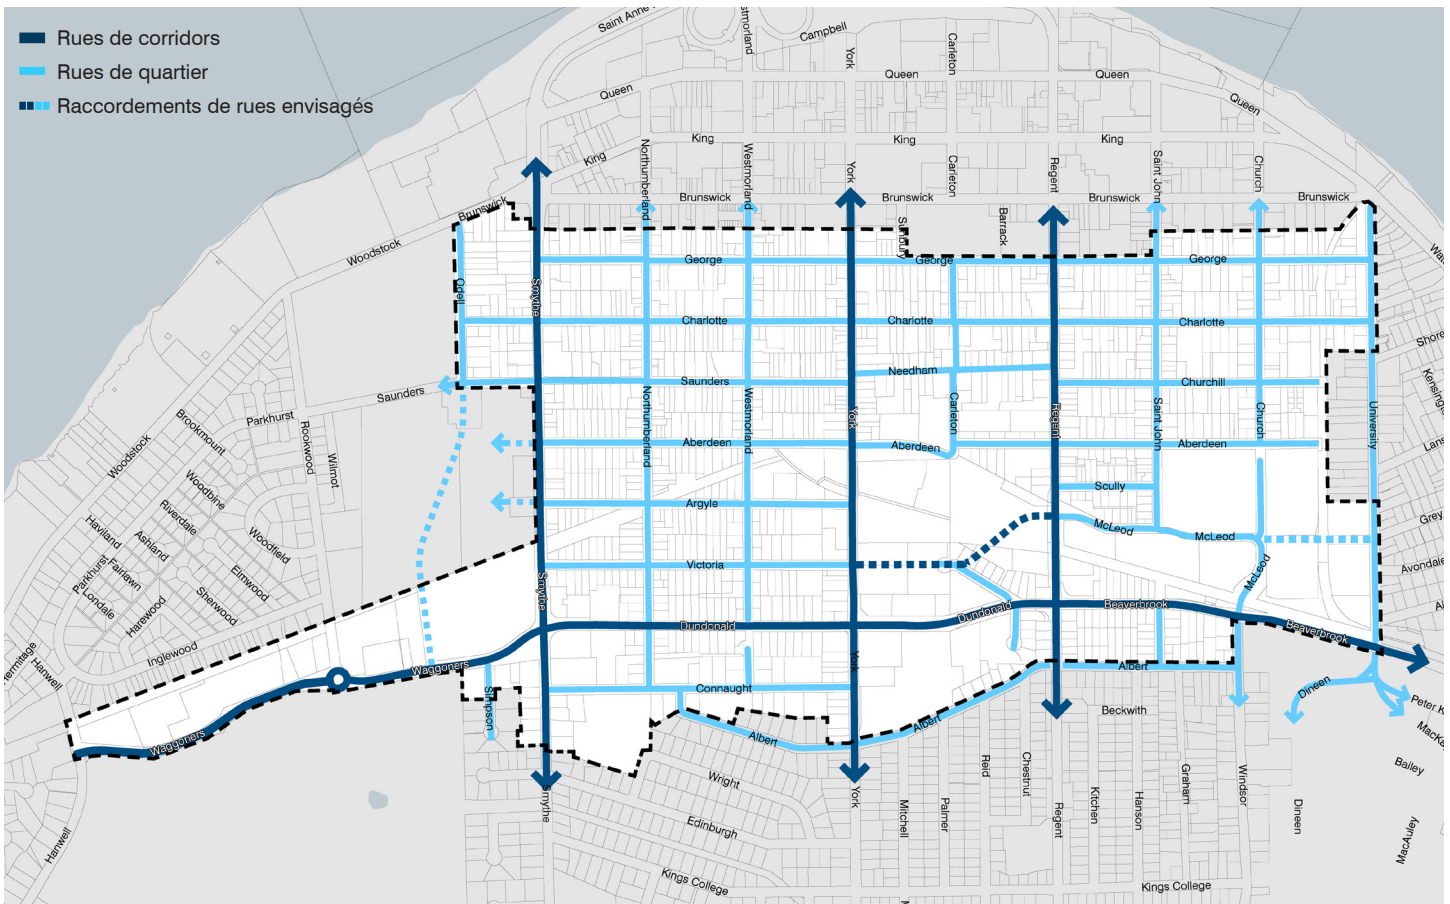 Rues de corridors
Rues de quartier
Raccordements de rues envisagés
Campbell
York
Carleton
Queen
Queen
Queen
Queen
King
King
King
King
Northumberland
Westmorland
York
Carleton
Regent
Saint John
Church
Brunswick
Brunswick
Brunswick
Brunswick
Brunswick
Woodstock
Sunbury
Barrack
George
George
George
Odell
Smythe
Charlotte
Charlotte
Charlotte
Saunders
Saunders
Needham
Churchill
Northumberland
Westmorland
York
Carleton
Regent
Saint John
Church
University
Parkhurst
Brookmount
Rookwood
Wilmot
Woodstock
Aberdeen
Aberdeen
Aberdeen
Woodbine
Riverdale
Haviland
Ashland
Woodfield
Parkhurst
Fairlawn
Elmwood
Londale
Sherwood
Harewood
Inglewood
Hermitage
Hanwell
Argyle
Scully
McLeod
McLeod
McLeod
Grey
Avondale
Victoria
Smythe
Dundonald
Dundonald
Beaverbrook
Beaverbrook
Waggoners
Waggoners
York
Connaught
Simpson
Albert
Albert
Albert
Beckwith
Dineen
Peter K
Bailey
Wright
Edinburgh
Smythe
York
Mitchell
Palmer
Reid
Chestnut
Regent
Kitchen
Hanson
Graham
Windsor
Dineen
MacAuley
Hanwell
Kings College
Kings College